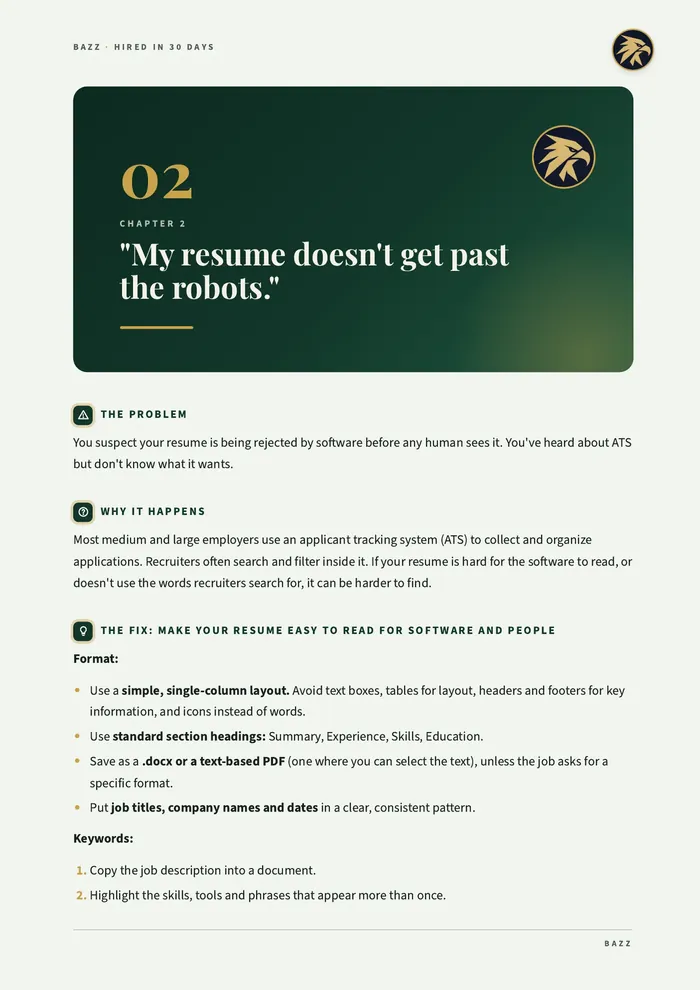 BAZZ · HIRED IN 30 DAYS
02
CHAPTER 2
"My resume doesn't get past
the robots."
THE PROBLEM
You suspect your resume is being rejected by software before any human sees it. You've heard about ATS
but don't know what it wants.
WHY IT HAPPENS
Most medium and large employers use an applicant tracking system (ATS) to collect and organize
applications. Recruiters often search and filter inside it. If your resume is hard for the software to read, or
doesn't use the words recruiters search for, it can be harder to find.
THE FIX: MAKE YOUR RESUME EASY TO READ FOR SOFTWARE AND PEOPLE
Format:
• Use a simple, single-column layout. Avoid text boxes, tables for layout, headers and footers for key
information, and icons instead of words.
• Use standard section headings: Summary, Experience, Skills, Education.
• Save as a .docx or a text-based PDF (one where you can select the text), unless the job asks for a
specific format.
• Put job titles, company names and dates in a clear, consistent pattern.
Keywords:
1. Copy the job description into a document.
2. Highlight the skills, tools and phrases that appear more than once.
BAZZ